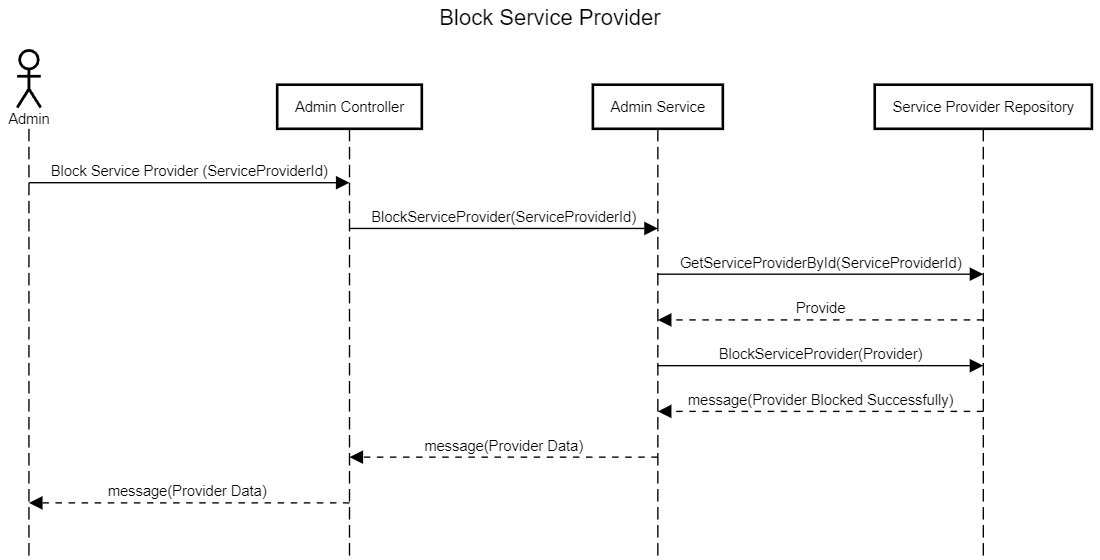 Block Service Provider
Admin
Admin Controller
Admin Service
Service Provider Repository
Block Service Provider (ServiceProviderId)
BlockServiceProvider(ServiceProviderId)
GetServiceProviderById(ServiceProviderId)
Provide
BlockServiceProvider(Provider)
message(Provider Blocked Successfully)
message(Provider Data)
message(Provider Data)